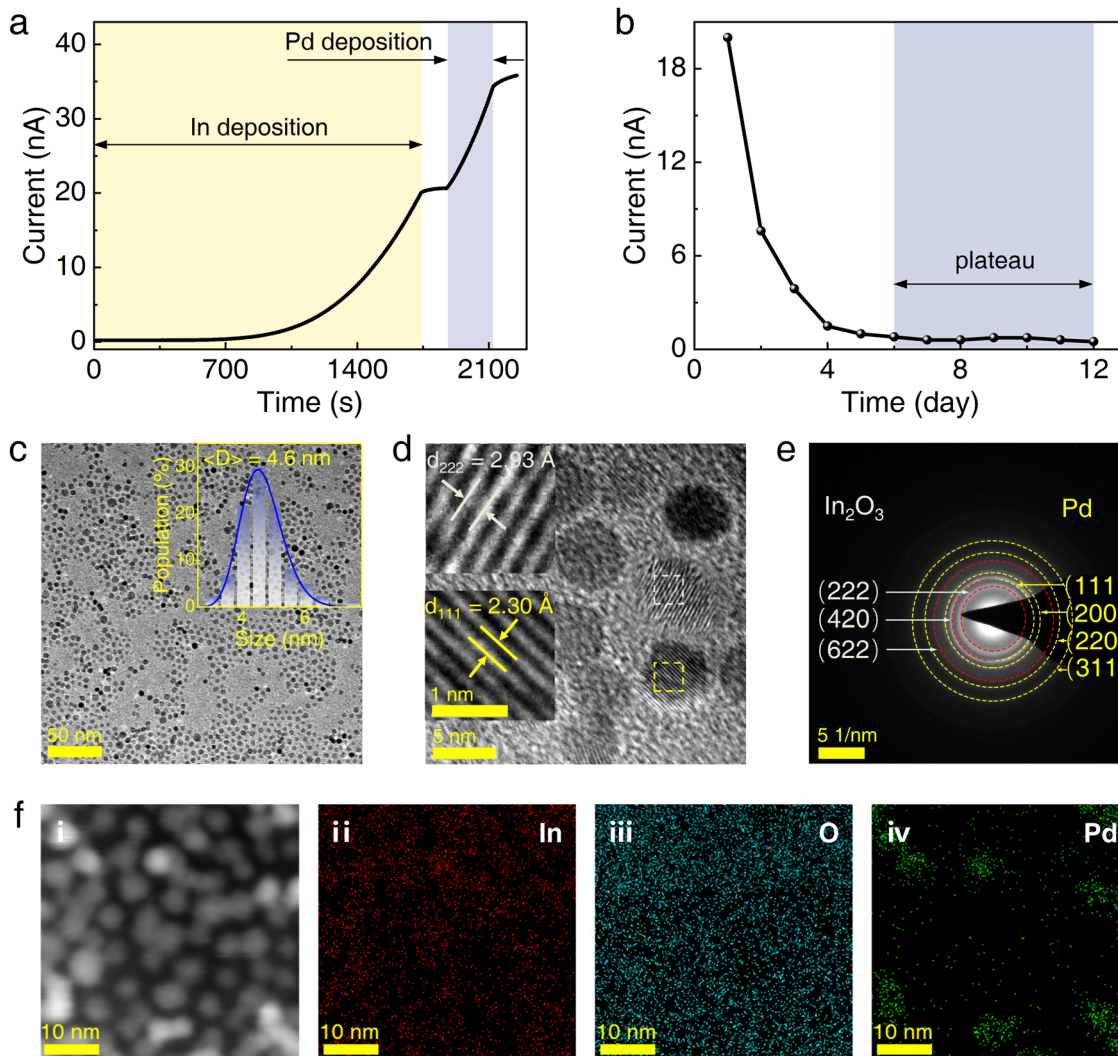 a
Current (nA)
40
30
20
10
0
Pd deposition
In deposition
0
700
1400
2100
Time (s)
b
Current (nA)
18
12
6
0
plateau
0
4
8
12
Time (day)
c
<D> = 4.6 nm
Population (%)
30
20
10
0
4
6
Size (nm)
50 nm
d
d₂₂₂ = 2.93 Å
d₁₁₁ = 2.30 Å
1 nm
5 nm
e
In₂O₃
Pd
(222)
(420)
(622)
(111)
(200)
(220)
(311)
5 1/nm
f
i
10 nm
ii
In
10 nm
iii
O
10 nm
iv
Pd
10 nm